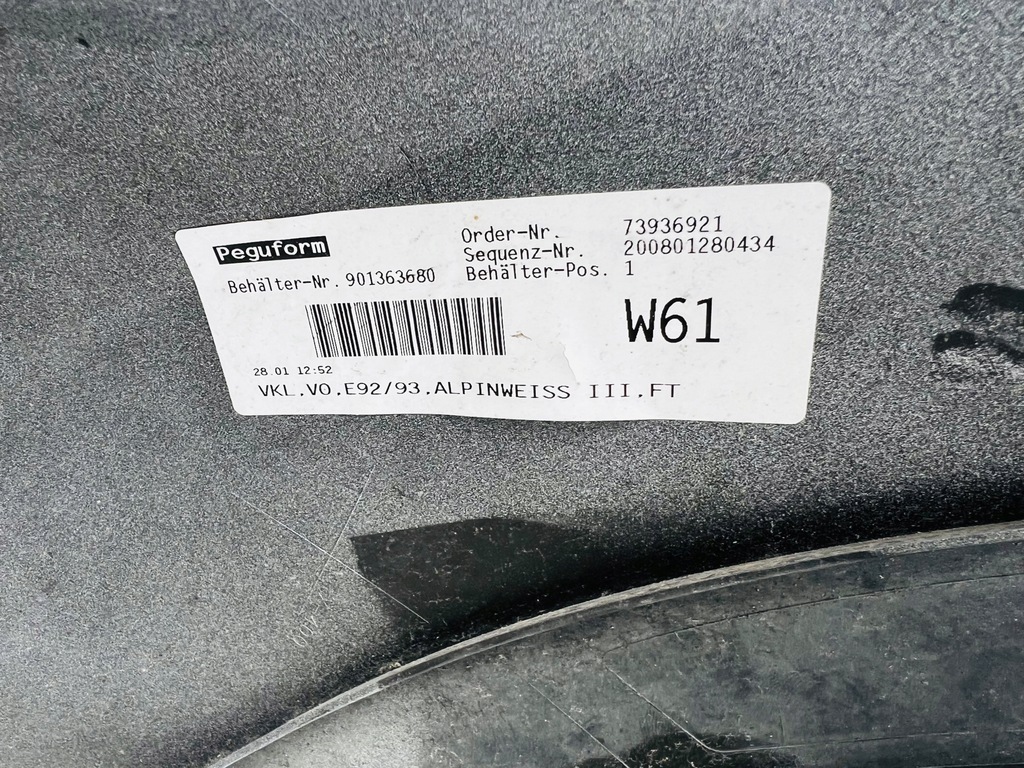 Peguform
Order-Nr. 73936921
Sequenz-Nr. 200801280434
Behälter-Nr. 901363680
Behälter-Pos. 1
W61
28.01 12:52
VKL.VO.E92/93.ALPINWEISS III.FT